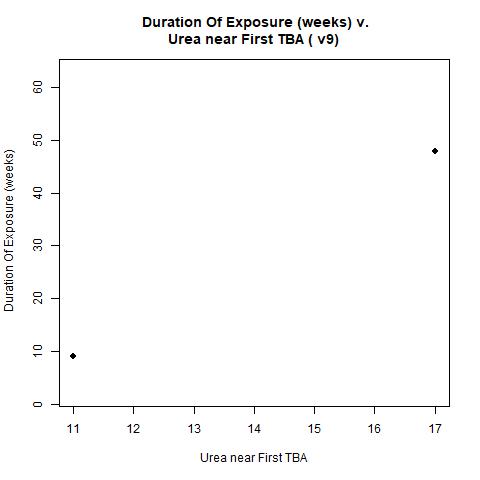 Duration Of Exposure (weeks) v.
Urea near First TBA ( v9)
Duration Of Exposure (weeks)
60
50
40
30
20
10
0
11 12 13 14 15 16 17
Urea near First TBA